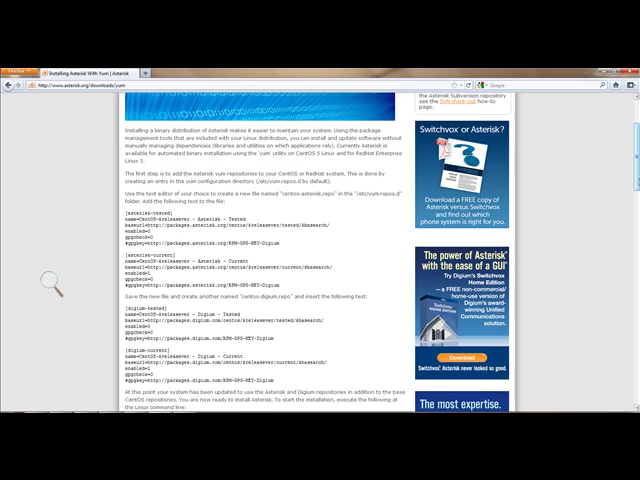 Firefox
Installing Asterisk With Yum | Asterisk
http://www.asterisk.org/downloads/yum
Google
the Asterisk Subversion repository
see the SVN check-out how-to
page.
Installing a binary distribution of Asterisk makes it easier to maintain your system. Using the package
management tools that are included with your Linux distribution, you can install and update software without
manually managing dependencies (libraries and utilities on which applications rely). Currently Asterisk is
available for automated binary installation using the 'yum' utility on CentOS 5 Linux and for RedHat Enterprise
Linux 5.
The first step is to add the Asterisk yum repositories to your CentOS or RedHat system. This is done by
creating an entry in the yum configuration directory (/etc/yum.repos.d by default).
Use the text editor of your choice to create a new file named "centos-asterisk.repo" in the "/etc/yum.repos.d"
folder. Add the following text to the file:
[asterisk-tested]
name=CentOS-$releasever - Asterisk - Tested
baseurl=http://packages.asterisk.org/centos/$releasever/tested/$basearch/
enabled=0
gpgcheck=0
#gpgkey=http://packages.asterisk.org/RPM-GPG-KEY-Digium
[asterisk-current]
name=CentOS-$releasever - Asterisk - Current
baseurl=http://packages.asterisk.org/centos/$releasever/current/$basearch/
enabled=1
gpgcheck=0
#gpgkey=http://packages.asterisk.org/RPM-GPG-KEY-Digium
Save the new file and create another named "centos-digium.repo" and insert the following text:
[digium-tested]
name=CentOS-$releasever - Digium - Tested
baseurl=http://packages.digium.com/centos/$releasever/tested/$basearch/
enabled=0
gpgcheck=0
#gpgkey=http://packages.digium.com/RPM-GPG-KEY-Digium
[digium-current]
name=CentOS-$releasever - Digium - Current
baseurl=http://packages.digium.com/centos/$releasever/current/$basearch/
enabled=1
gpgcheck=0
#gpgkey=http://packages.digium.com/RPM-GPG-KEY-Digium
At this point your system has been updated to use the Asterisk and Digium repositories in addition to the base
CentOS repositories. You are now ready to install Asterisk. To start the installation, execute the following at
the Linux command line:
Switchvox or Asterisk?
Download a FREE copy of
Asterisk versus Switchvox
and find out which
phone system is right for you.
The power of Asterisk®
with the ease of a GUI
Try Digium's Switchvox
Home Edition
— a FREE non-commercial/
home-use version of
Digium's award-
winning Unified
Communications
solution.
Download
Switchvox® Asterisk never looked so good.
The most expertise.